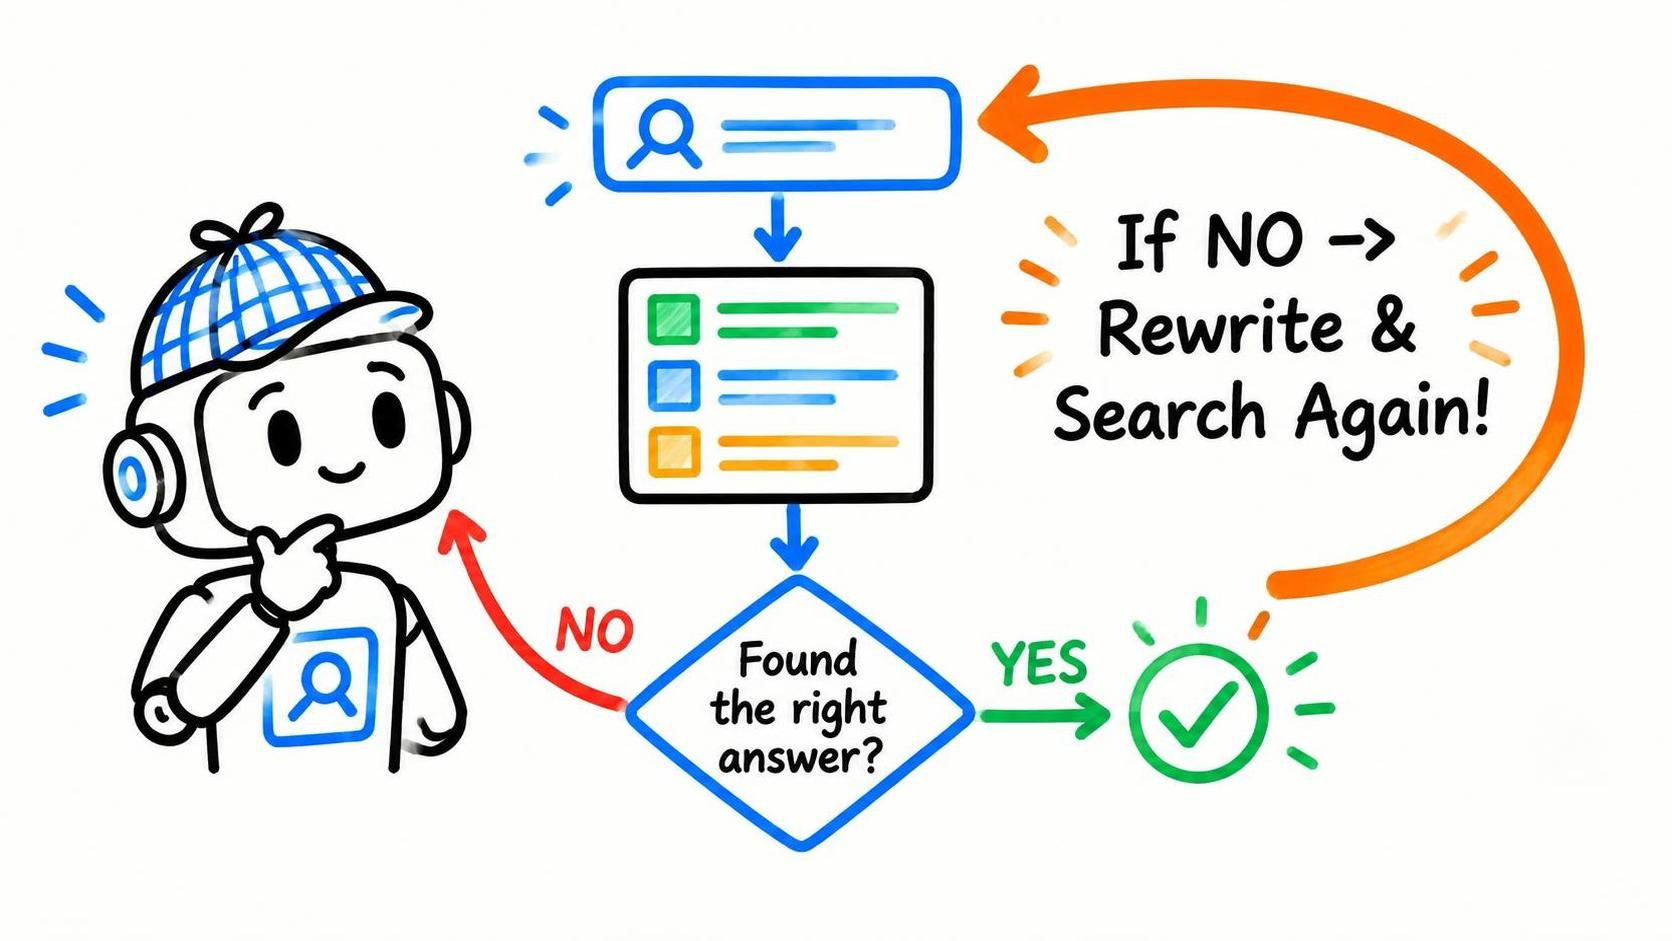 If NO ->
Rewrite &
Search Again!
NO
Found
the right
answer?
YES